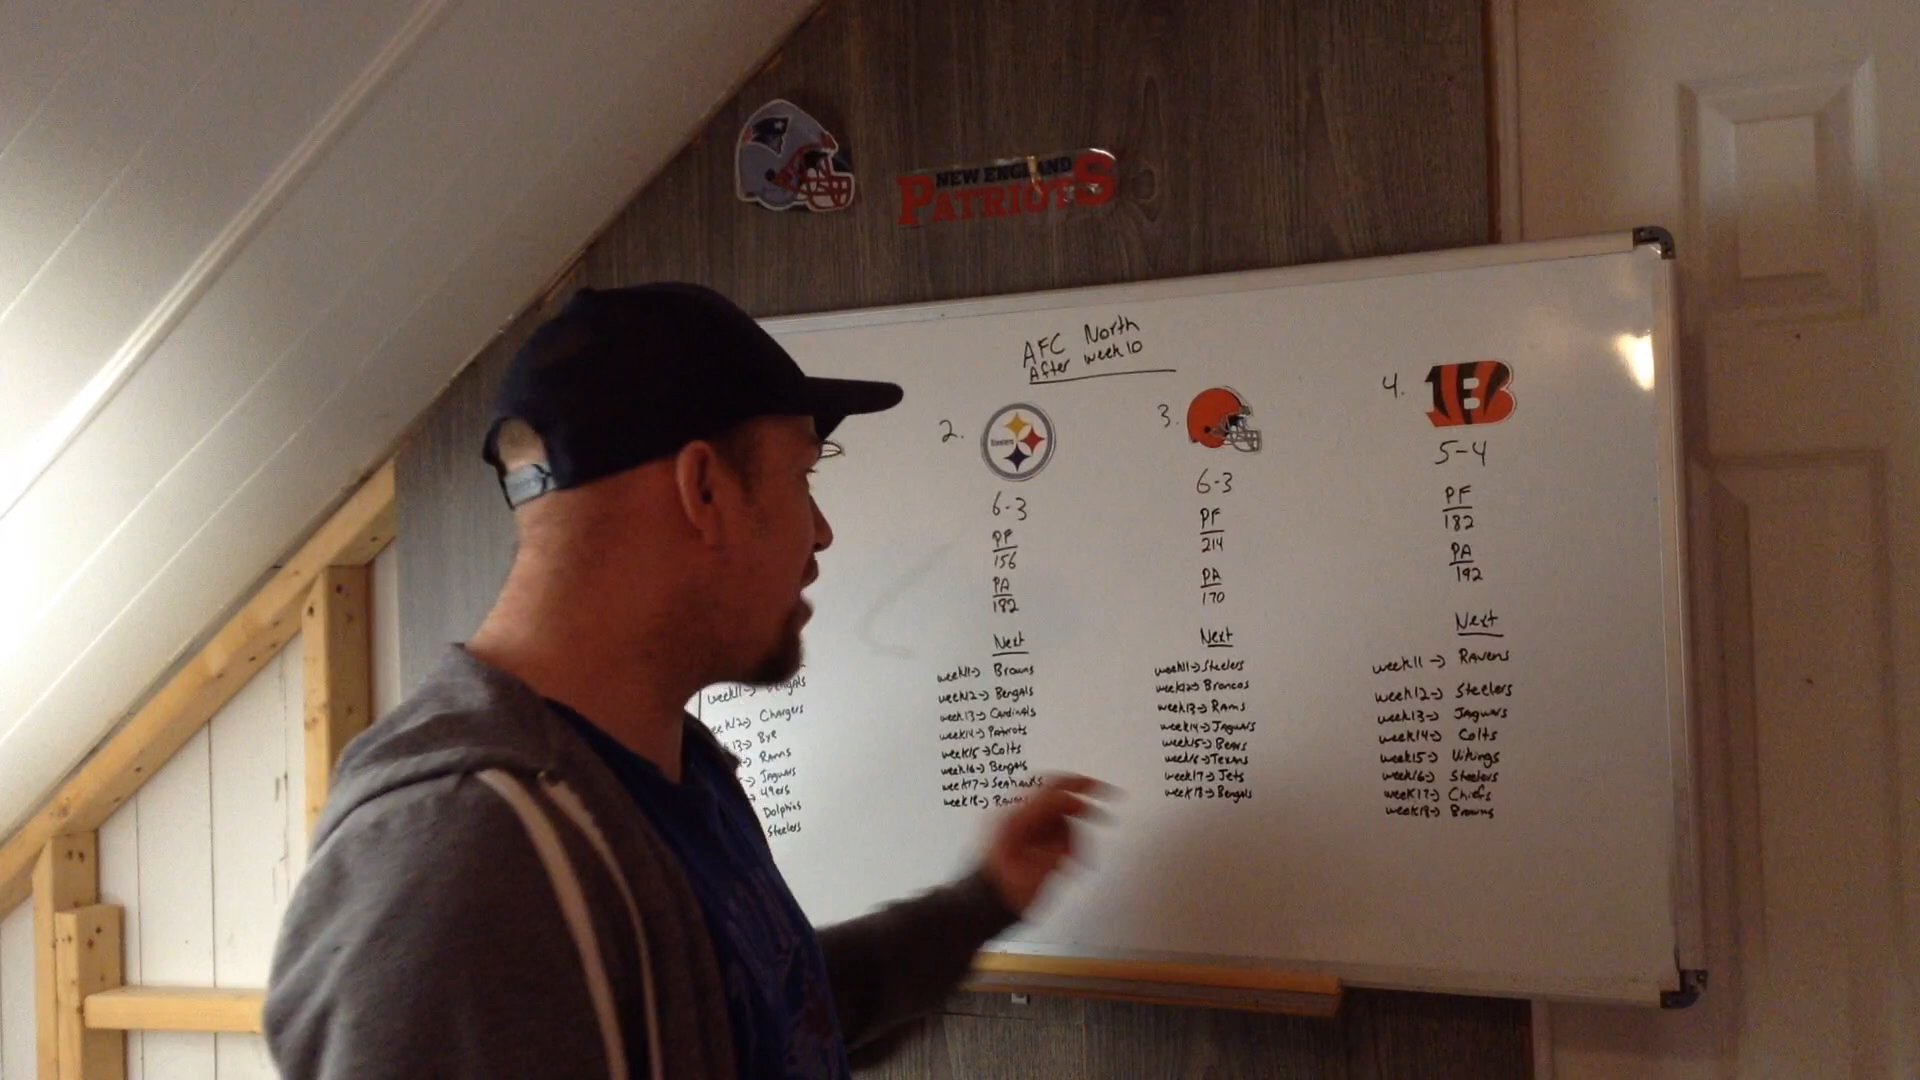 NEW ENGLAND
PATRIOTS
AFC North
After week 10
2.
Steelers
6-3
PF
156
PA
182
Next
week11-> Browns
week12-> Bengals
week13-> Cardinals
week14-> Patriots
week15-> Colts
week16-> Bengals
week17-> Seahawks
week18-> Ravens
3.
6-3
PF
214
PA
170
Next
week11-> Steelers
week12-> Broncos
week13-> Rams
week14-> Jaguars
week15-> Bears
week16-> Texans
week17-> Jets
week18-> Bengals
4.
B
5-4
PF
182
PA
192
Next
week11-> Ravens
week12-> Steelers
week13-> Jaguars
week14-> Colts
week15-> Vikings
week16-> Steelers
week17-> Chiefs
week18-> Browns
week11-> Bengals
week12-> Chargers
13-> Bye
-> Rams
-> Jaguars
-> 49ers
Dolphins
Steelers